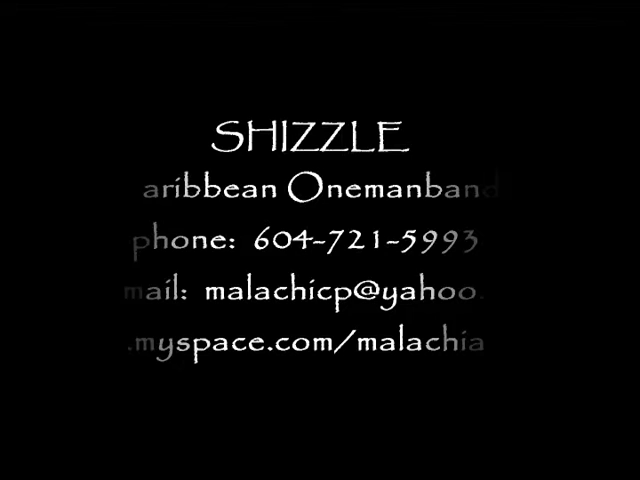 SHIZZLE
aribbean Onemanband
phone: 604-721-5993
mail: malachicp@yahoo.
.myspace.com/malachia